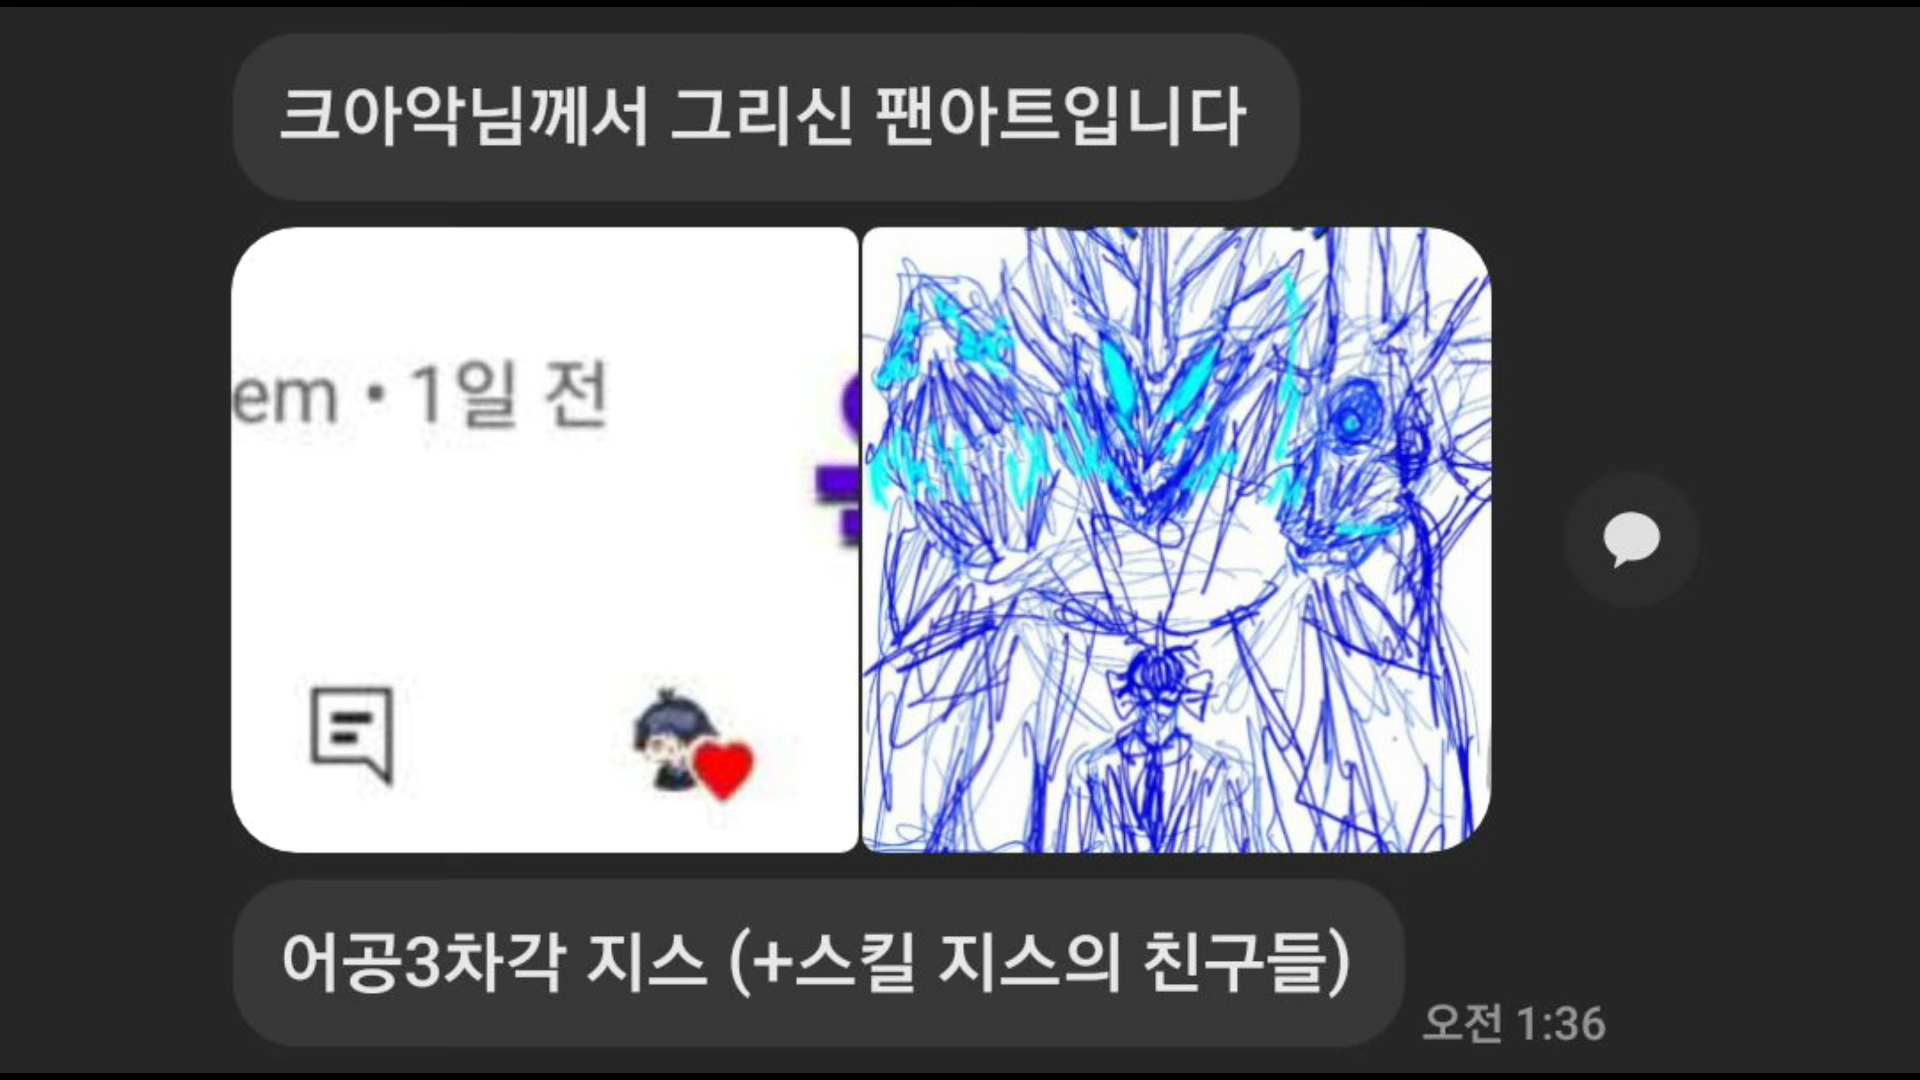 크아악님께서 그리신 팬아트입니다
em • 1일 전
어공3차각 지스 (+스킬 지스의 친구들)
오전 1:36